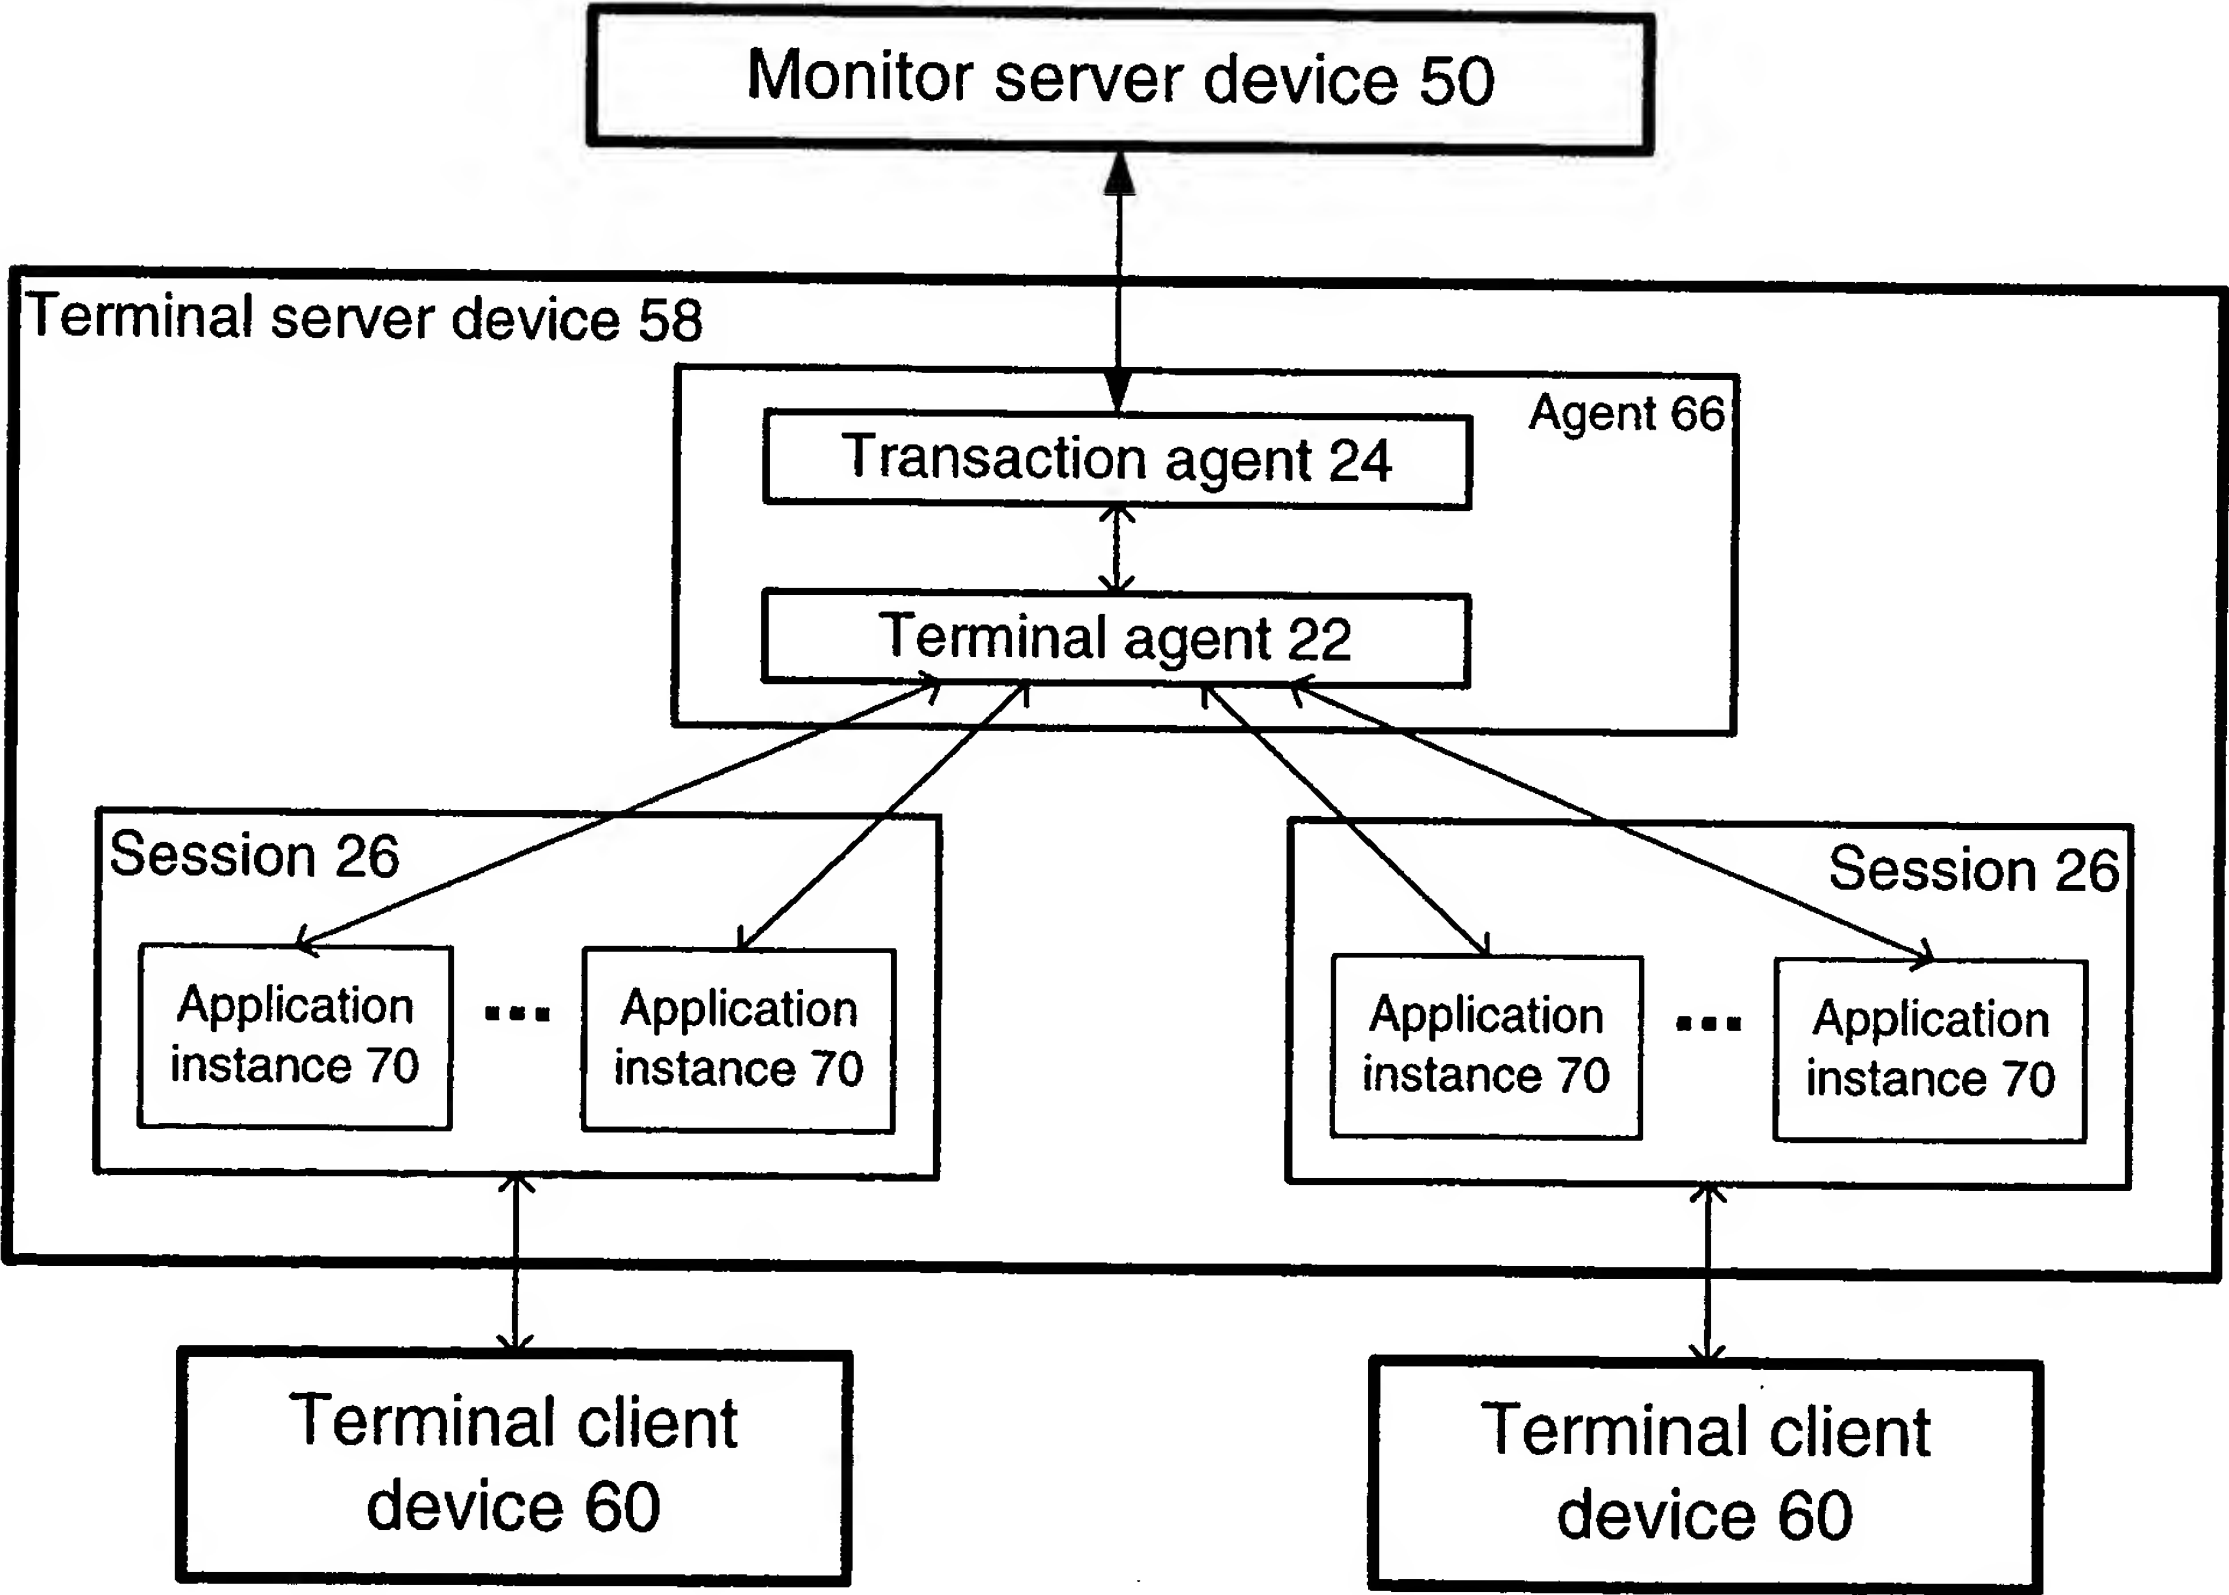 Monitor server device 50
Terminal server device 58
Agent 66
Transaction agent 24
Terminal agent 22
Session 26
Session 26
Application
instance 70
...
Application
instance 70
Application
instance 70
...
Application
instance 70
Terminal client
device 60
Terminal client
device 60